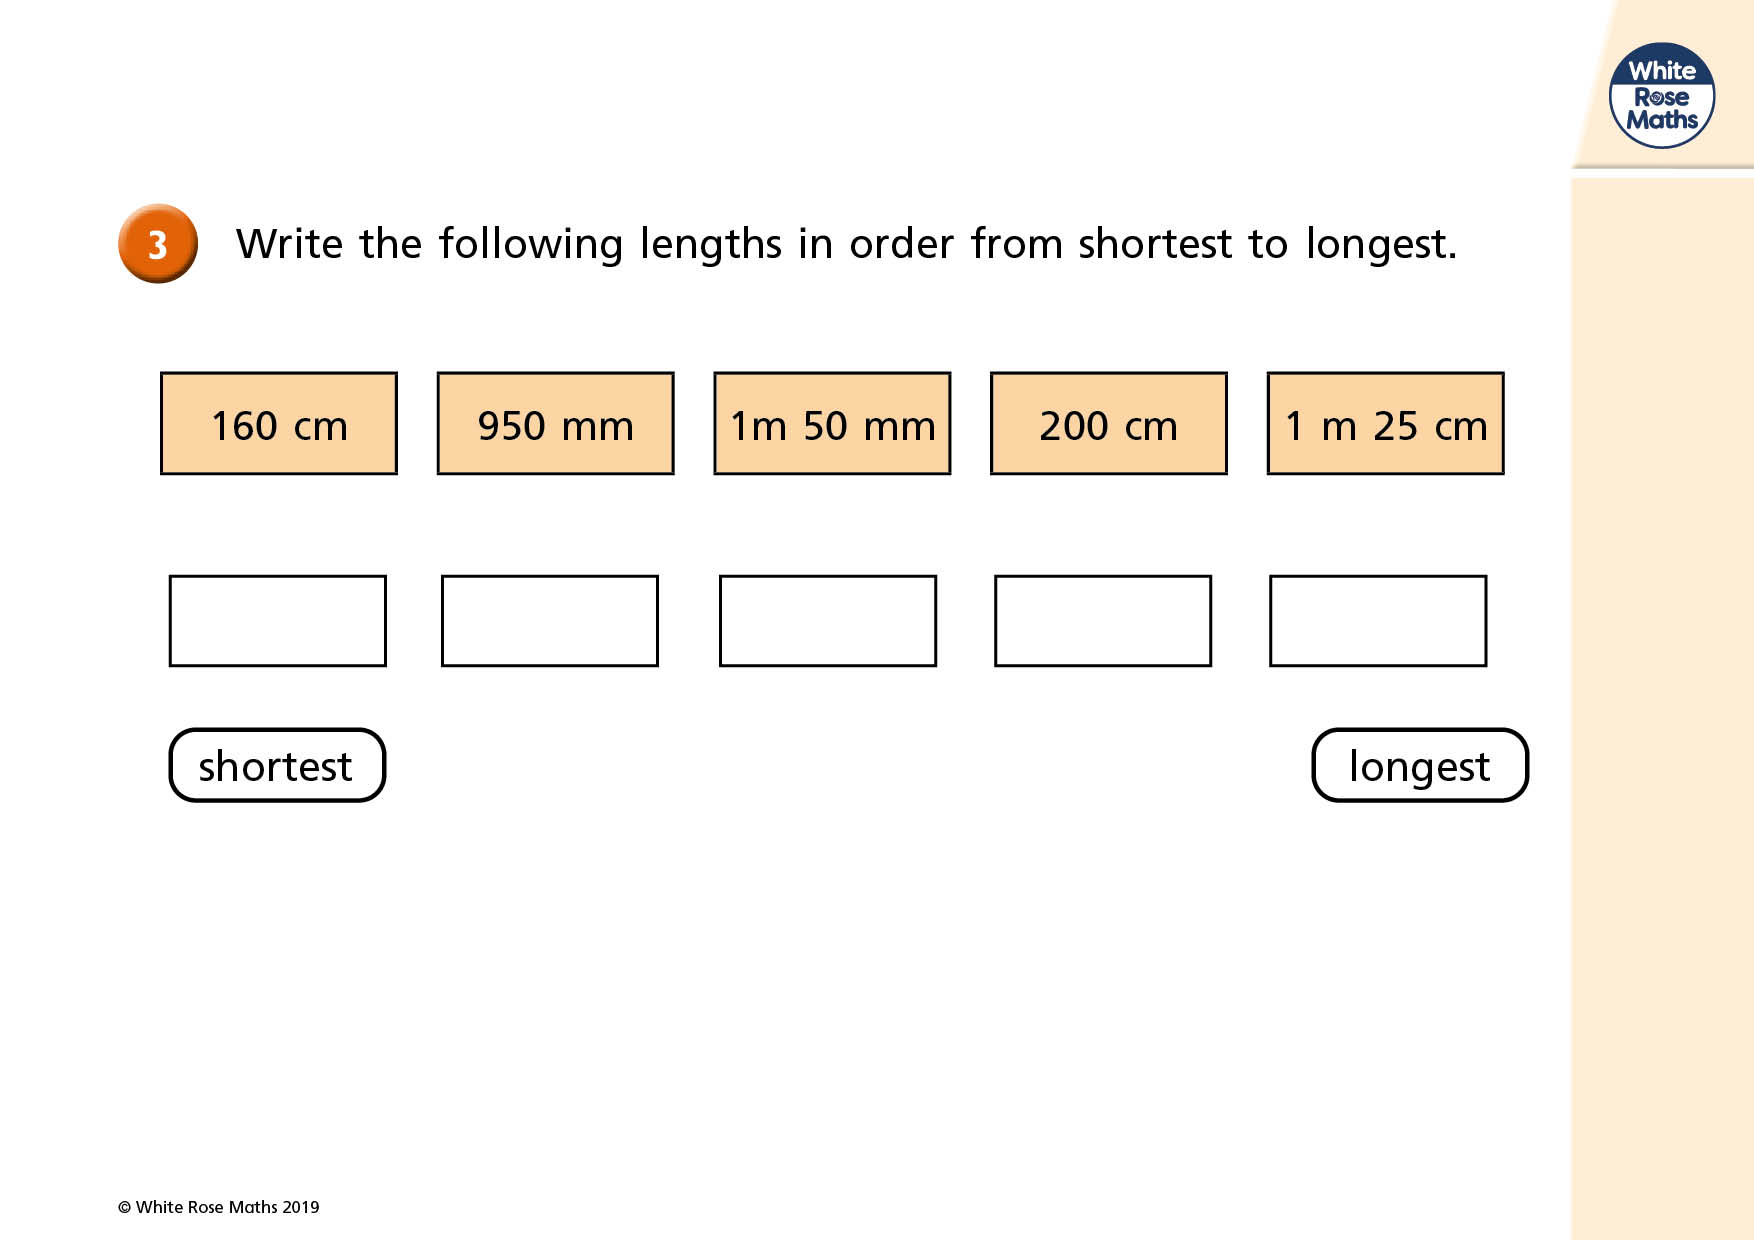 White
Rose
Maths
3 Write the following lengths in order from shortest to longest.
160 cm 950 mm 1m 50 mm 200 cm 1 m 25 cm
shortest longest
© White Rose Maths 2019